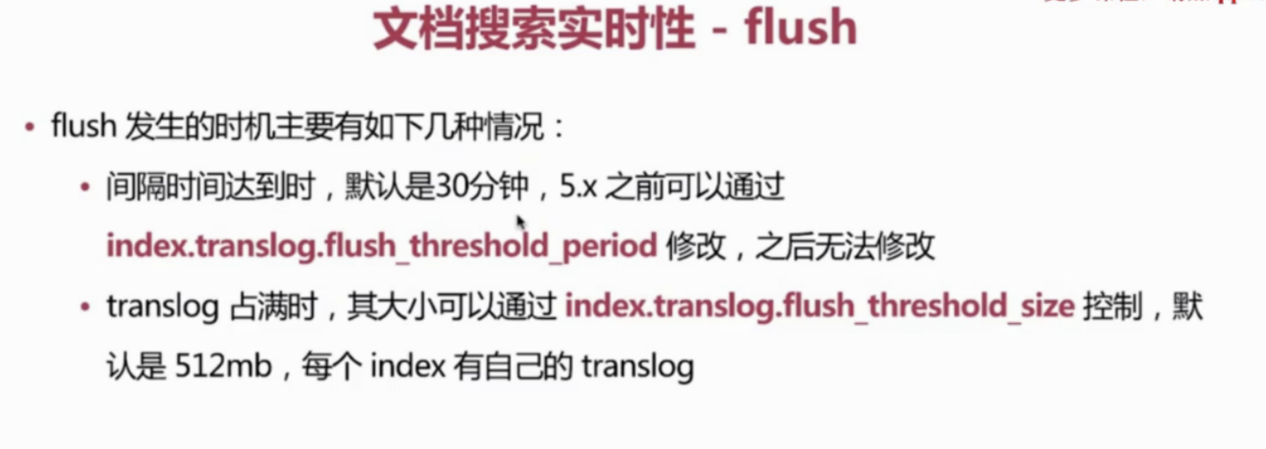 文档搜索实时性 - flush
• flush 发生的时机主要有如下几种情况：
• 间隔时间达到时，默认是30分钟，5.x 之前可以通过
index.translog.flush_threshold_period 修改，之后无法修改
• translog 占满时，其大小可以通过 index.translog.flush_threshold_size 控制，默
认是 512mb，每个 index 有自己的 translog